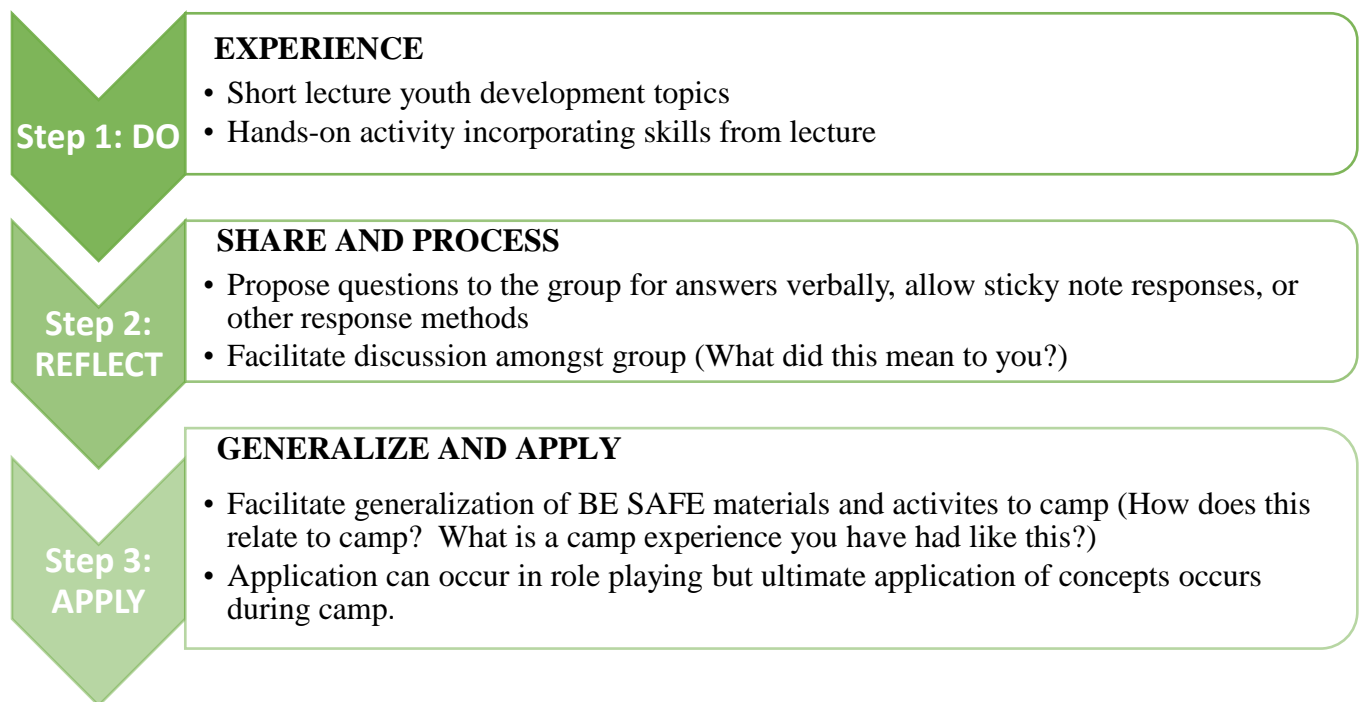 Step 1: DO
EXPERIENCE
• Short lecture youth development topics
• Hands-on activity incorporating skills from lecture
Step 2:
REFLECT
SHARE AND PROCESS
• Propose questions to the group for answers verbally, allow sticky note responses, or
other response methods
• Facilitate discussion amongst group (What did this mean to you?)
Step 3:
APPLY
GENERALIZE AND APPLY
• Facilitate generalization of BE SAFE materials and activites to camp (How does this
relate to camp?  What is a camp experience you have had like this?)
• Application can occur in role playing but ultimate application of concepts occurs
during camp.